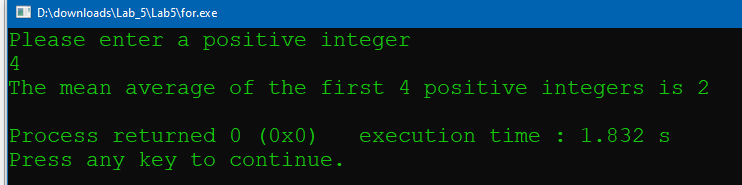 D:\downloads\Lab_5\Lab5\for.exe
Please enter a positive integer
4
The mean average of the first 4 positive integers is 2
Process returned 0 (0x0)   execution time : 1.832 s
Press any key to continue.